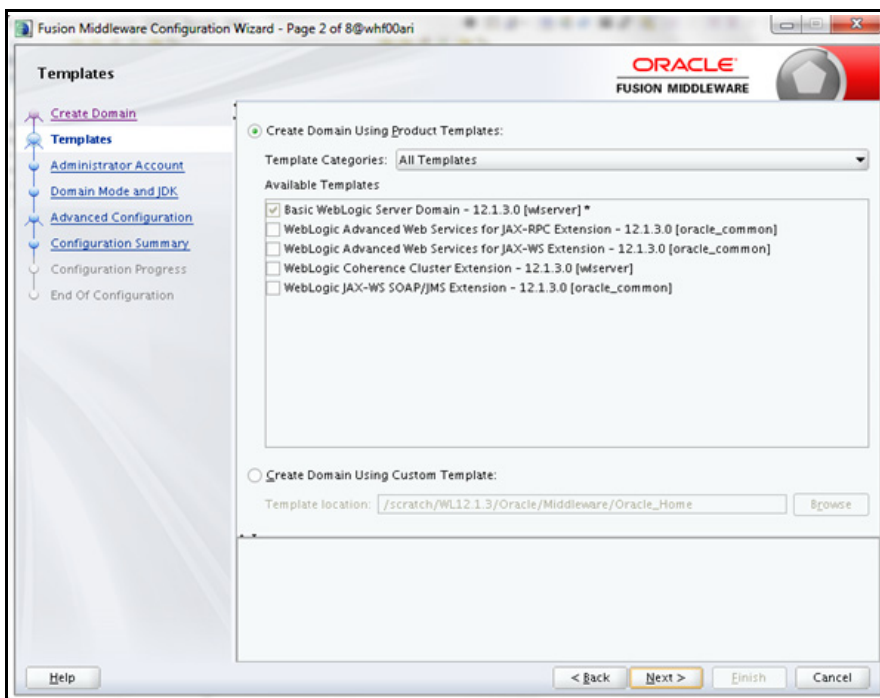 Fusion Middleware Configuration Wizard - Page 2 of 8@whf00ari
Templates
ORACLE
FUSION MIDDLEWARE
Create Domain
Templates
Administrator Account
Domain Mode and JDK
Advanced Configuration
Configuration Summary
Configuration Progress
End Of Configuration
Create Domain Using Product Templates:
Template Categories: All Templates
Available Templates
Basic WebLogic Server Domain - 12.1.3.0 [wlserver] *
WebLogic Advanced Web Services for JAX-RPC Extension - 12.1.3.0 [oracle_common]
WebLogic Advanced Web Services for JAX-WS Extension - 12.1.3.0 [oracle_common]
WebLogic Coherence Cluster Extension - 12.1.3.0 [wlserver]
WebLogic JAX-WS SOAP/JMS Extension - 12.1.3.0 [oracle_common]
Create Domain Using Custom Template:
Template location: /scratch/WL12.1.3/Oracle/Middleware/Oracle_Home Browse
Help < Back Next > Finish Cancel